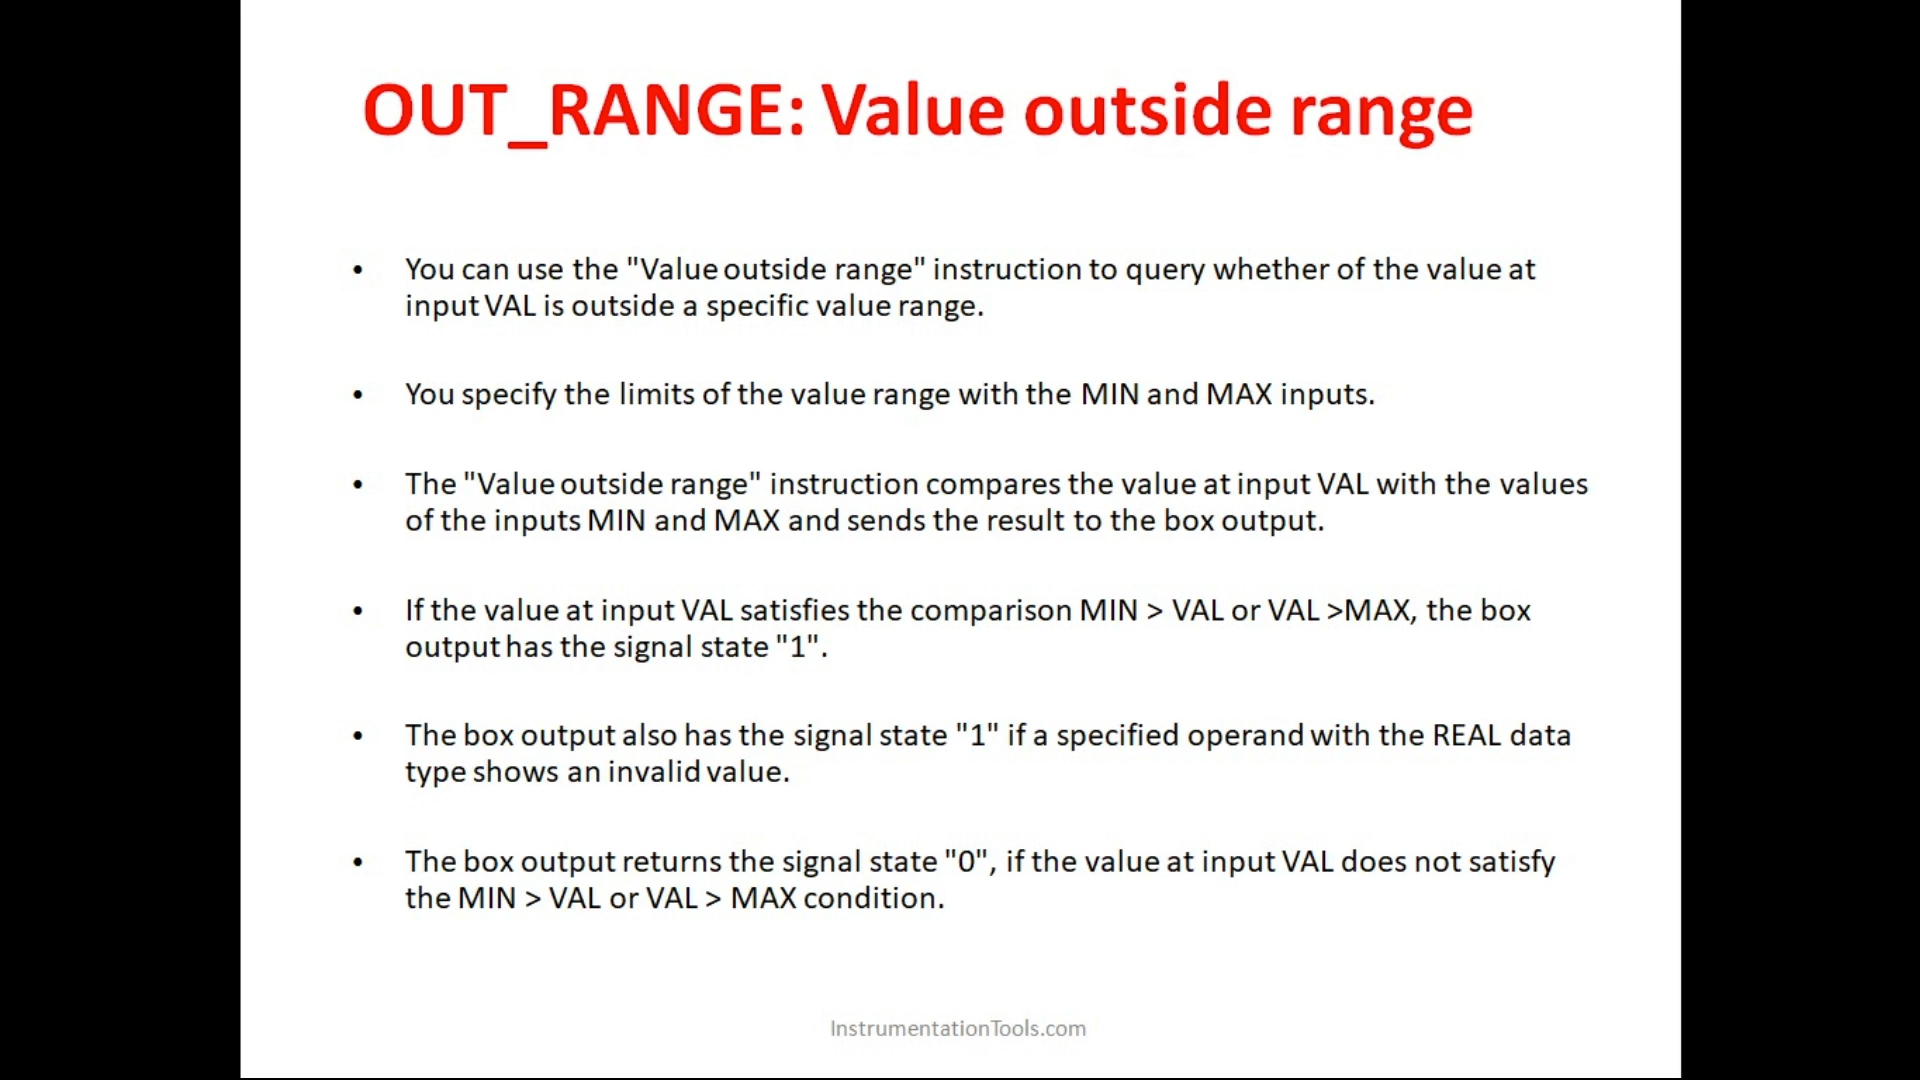 OUT_RANGE: Value outside range
• You can use the "Value outside range" instruction to query whether of the value at
input VAL is outside a specific value range.
• You specify the limits of the value range with the MIN and MAX inputs.
• The "Value outside range" instruction compares the value at input VAL with the values
of the inputs MIN and MAX and sends the result to the box output.
• If the value at input VAL satisfies the comparison MIN > VAL or VAL >MAX, the box
output has the signal state "1".
• The box output also has the signal state "1" if a specified operand with the REAL data
type shows an invalid value.
• The box output returns the signal state "0", if the value at input VAL does not satisfy
the MIN > VAL or VAL > MAX condition.
InstrumentationTools.com